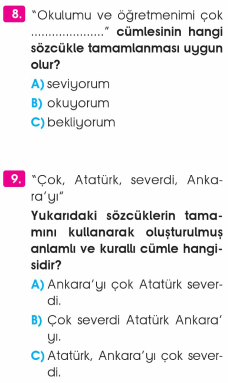 8. “Okulumu ve öğretmenimi çok
.....................” cümlesinin hangi
sözcükle tamamlanması uygun
olur?
A) seviyorum
B) okuyorum
C) bekliyorum
9. “Çok, Atatürk, severdi, Anka-
ra’yı”
Yukarıdaki sözcüklerin tama-
mını kullanarak oluşturulmuş
anlamlı ve kurallı cümle hangi-
sidir?
A) Ankara’yı çok Atatürk sever-
di.
B) Çok severdi Atatürk Ankara’
yı.
C) Atatürk, Ankara’yı çok sever-
di.